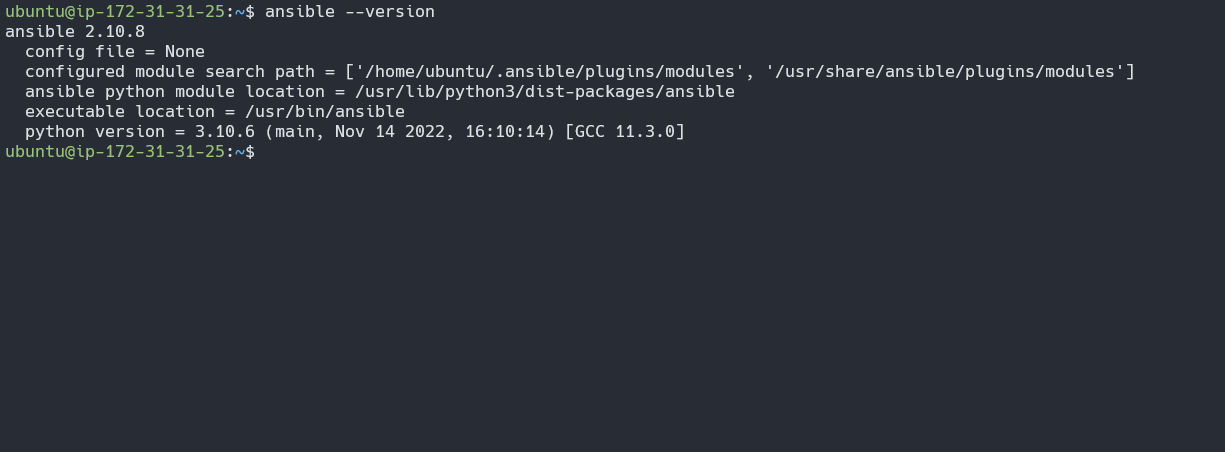 ubuntu@ip-172-31-31-25:~$ ansible --version
ansible 2.10.8
  config file = None
  configured module search path = ['/home/ubuntu/.ansible/plugins/modules', '/usr/share/ansible/plugins/modules']
  ansible python module location = /usr/lib/python3/dist-packages/ansible
  executable location = /usr/bin/ansible
  python version = 3.10.6 (main, Nov 14 2022, 16:10:14) [GCC 11.3.0]
ubuntu@ip-172-31-31-25:~$